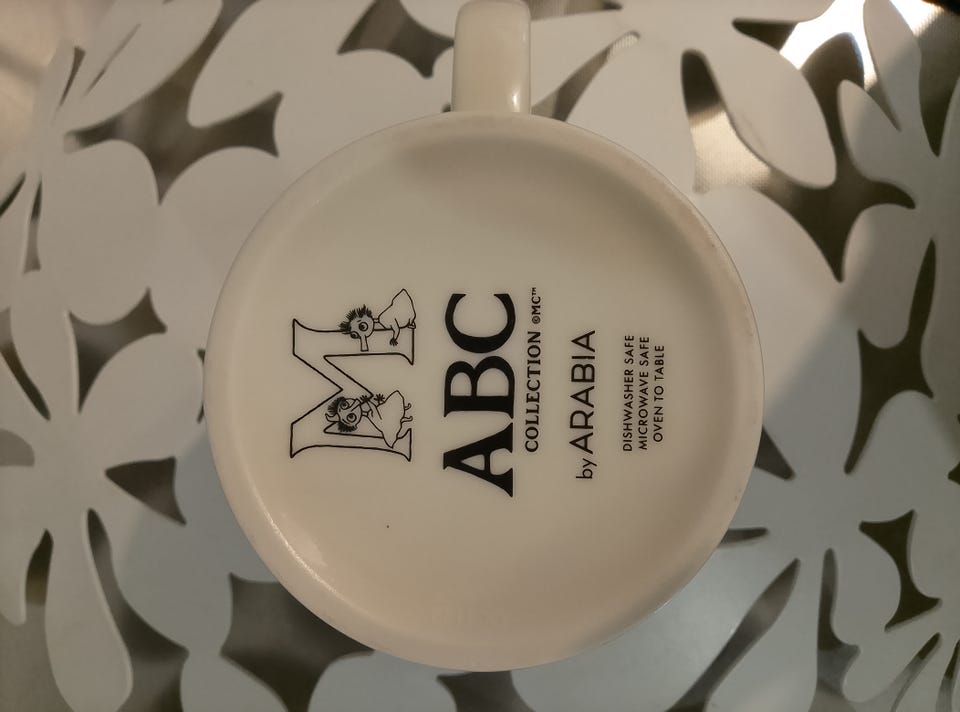 M
ABC
COLLECTION ©MC™
by ARABIA
DISHWASHER SAFE
MICROWAVE SAFE
OVEN TO TABLE